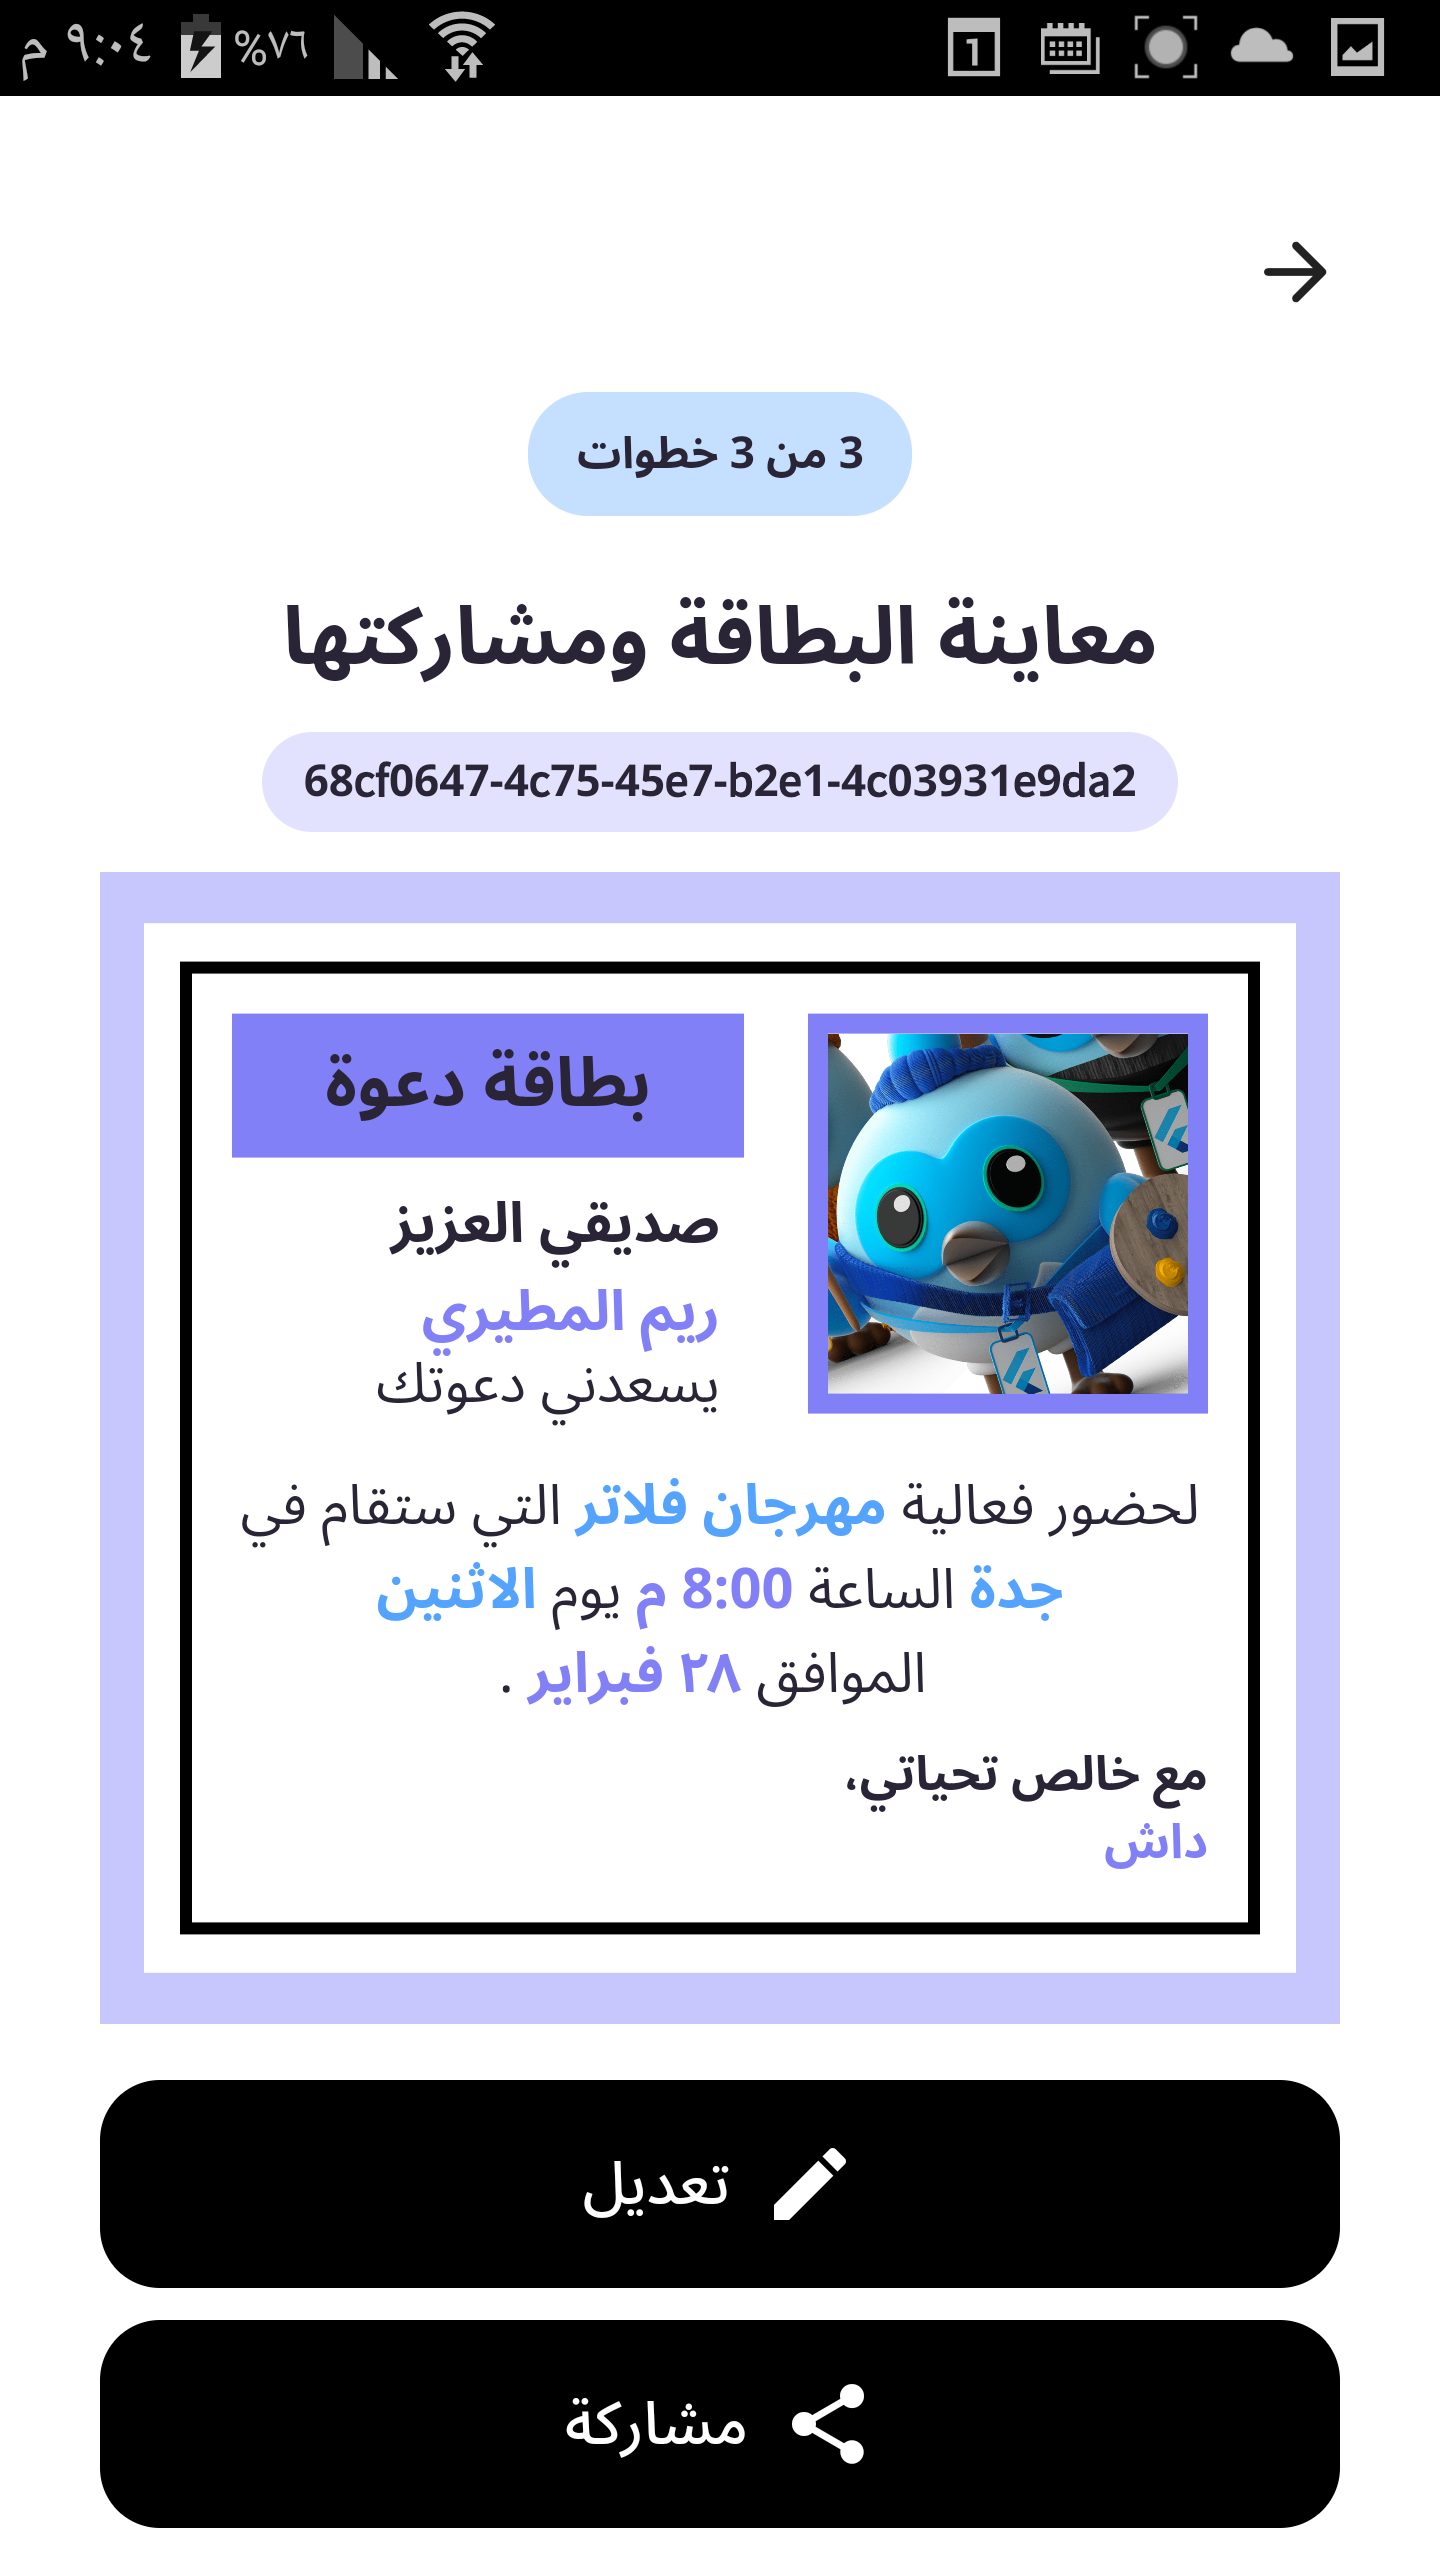 ٩:٠٤ م
%٧٦
1
3 من 3 خطوات
معاينة البطاقة ومشاركتها
68cf0647-4c75-45e7-b2e1-4c03931e9da2
بطاقة دعوة
صديقي العزيز
ريم المطيري
يسعدني دعوتك
لحضور فعالية مهرجان فلاتر التي ستقام في
جدة الساعة 8:00 م يوم الاثنين
الموافق ٢٨ فبراير .
مع خالص تحياتي،
داش
تعديل
مشاركة